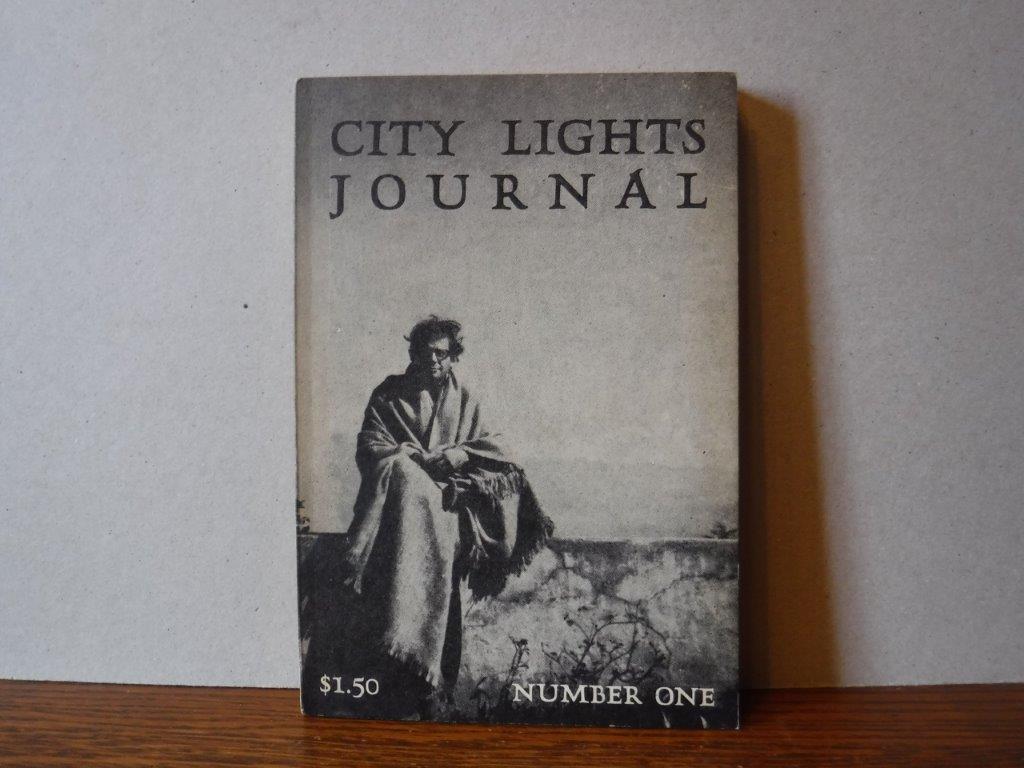 CITY LIGHTS
JOURNAL
$1.50
NUMBER ONE